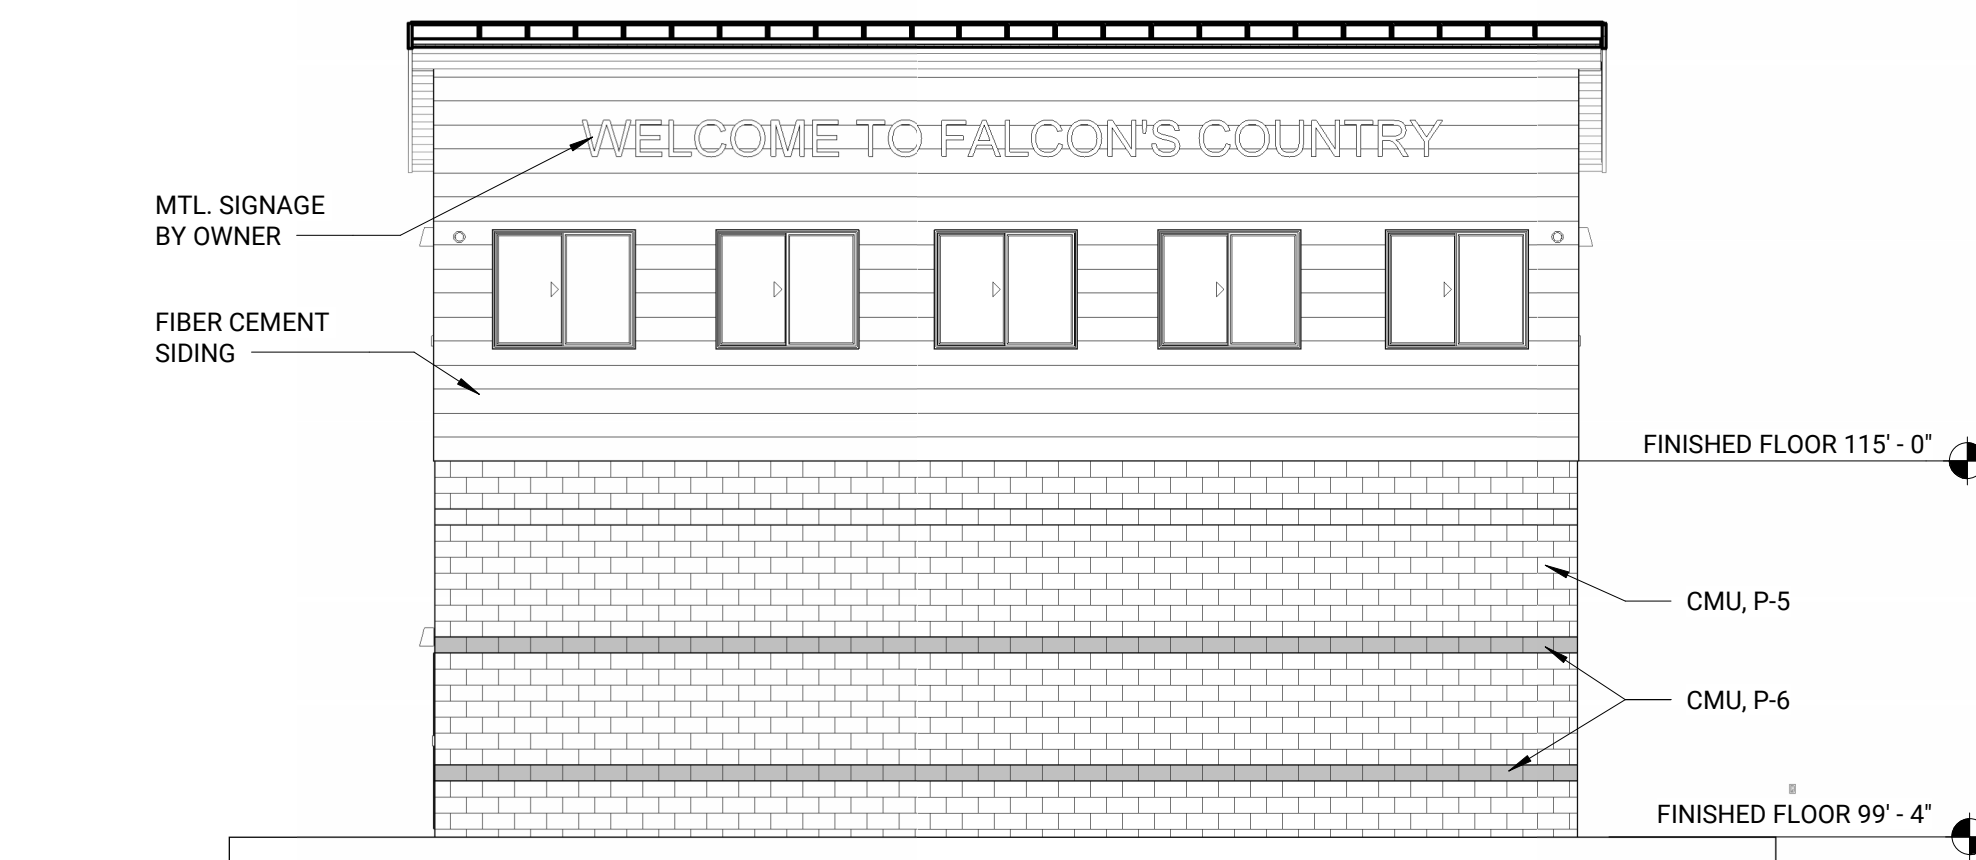 WELCOME TO FALCON'S COUNTRY
MTL. SIGNAGE
BY OWNER
FIBER CEMENT
SIDING
FINISHED FLOOR 115' - 0"
CMU, P-5
CMU, P-6
FINISHED FLOOR 99' - 4"